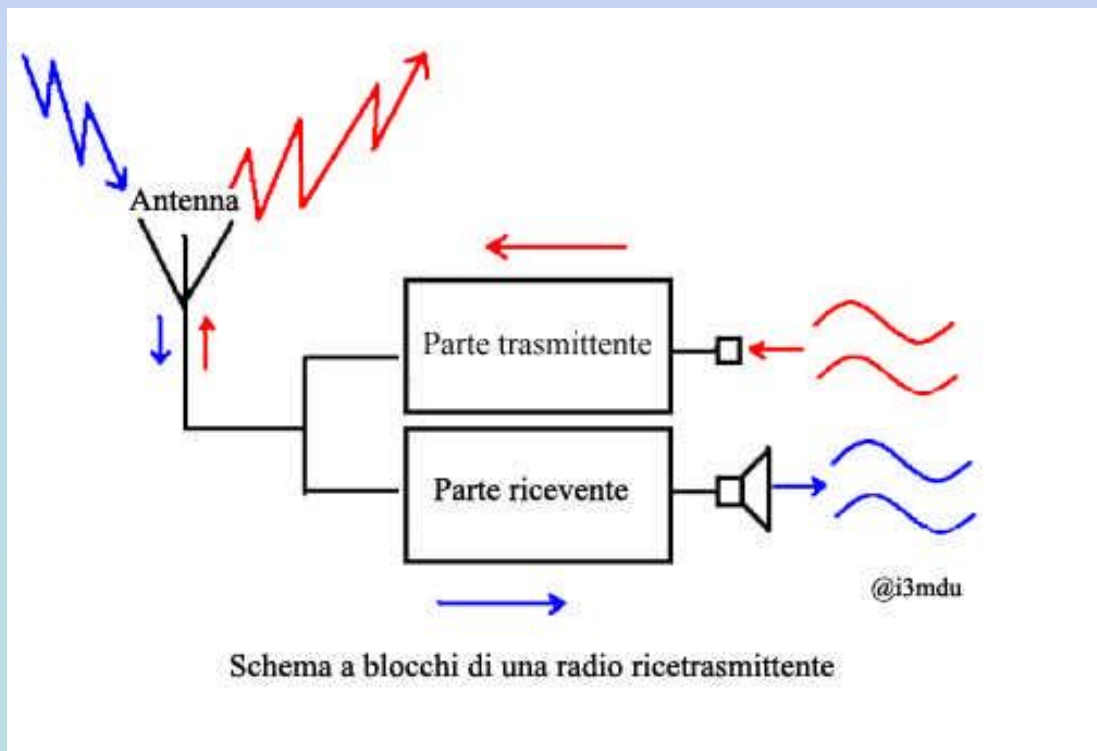 Antenna
Parte trasmittente
Parte ricevente
@i3mdu
Schema a blocchi di una radio ricetrasmittente